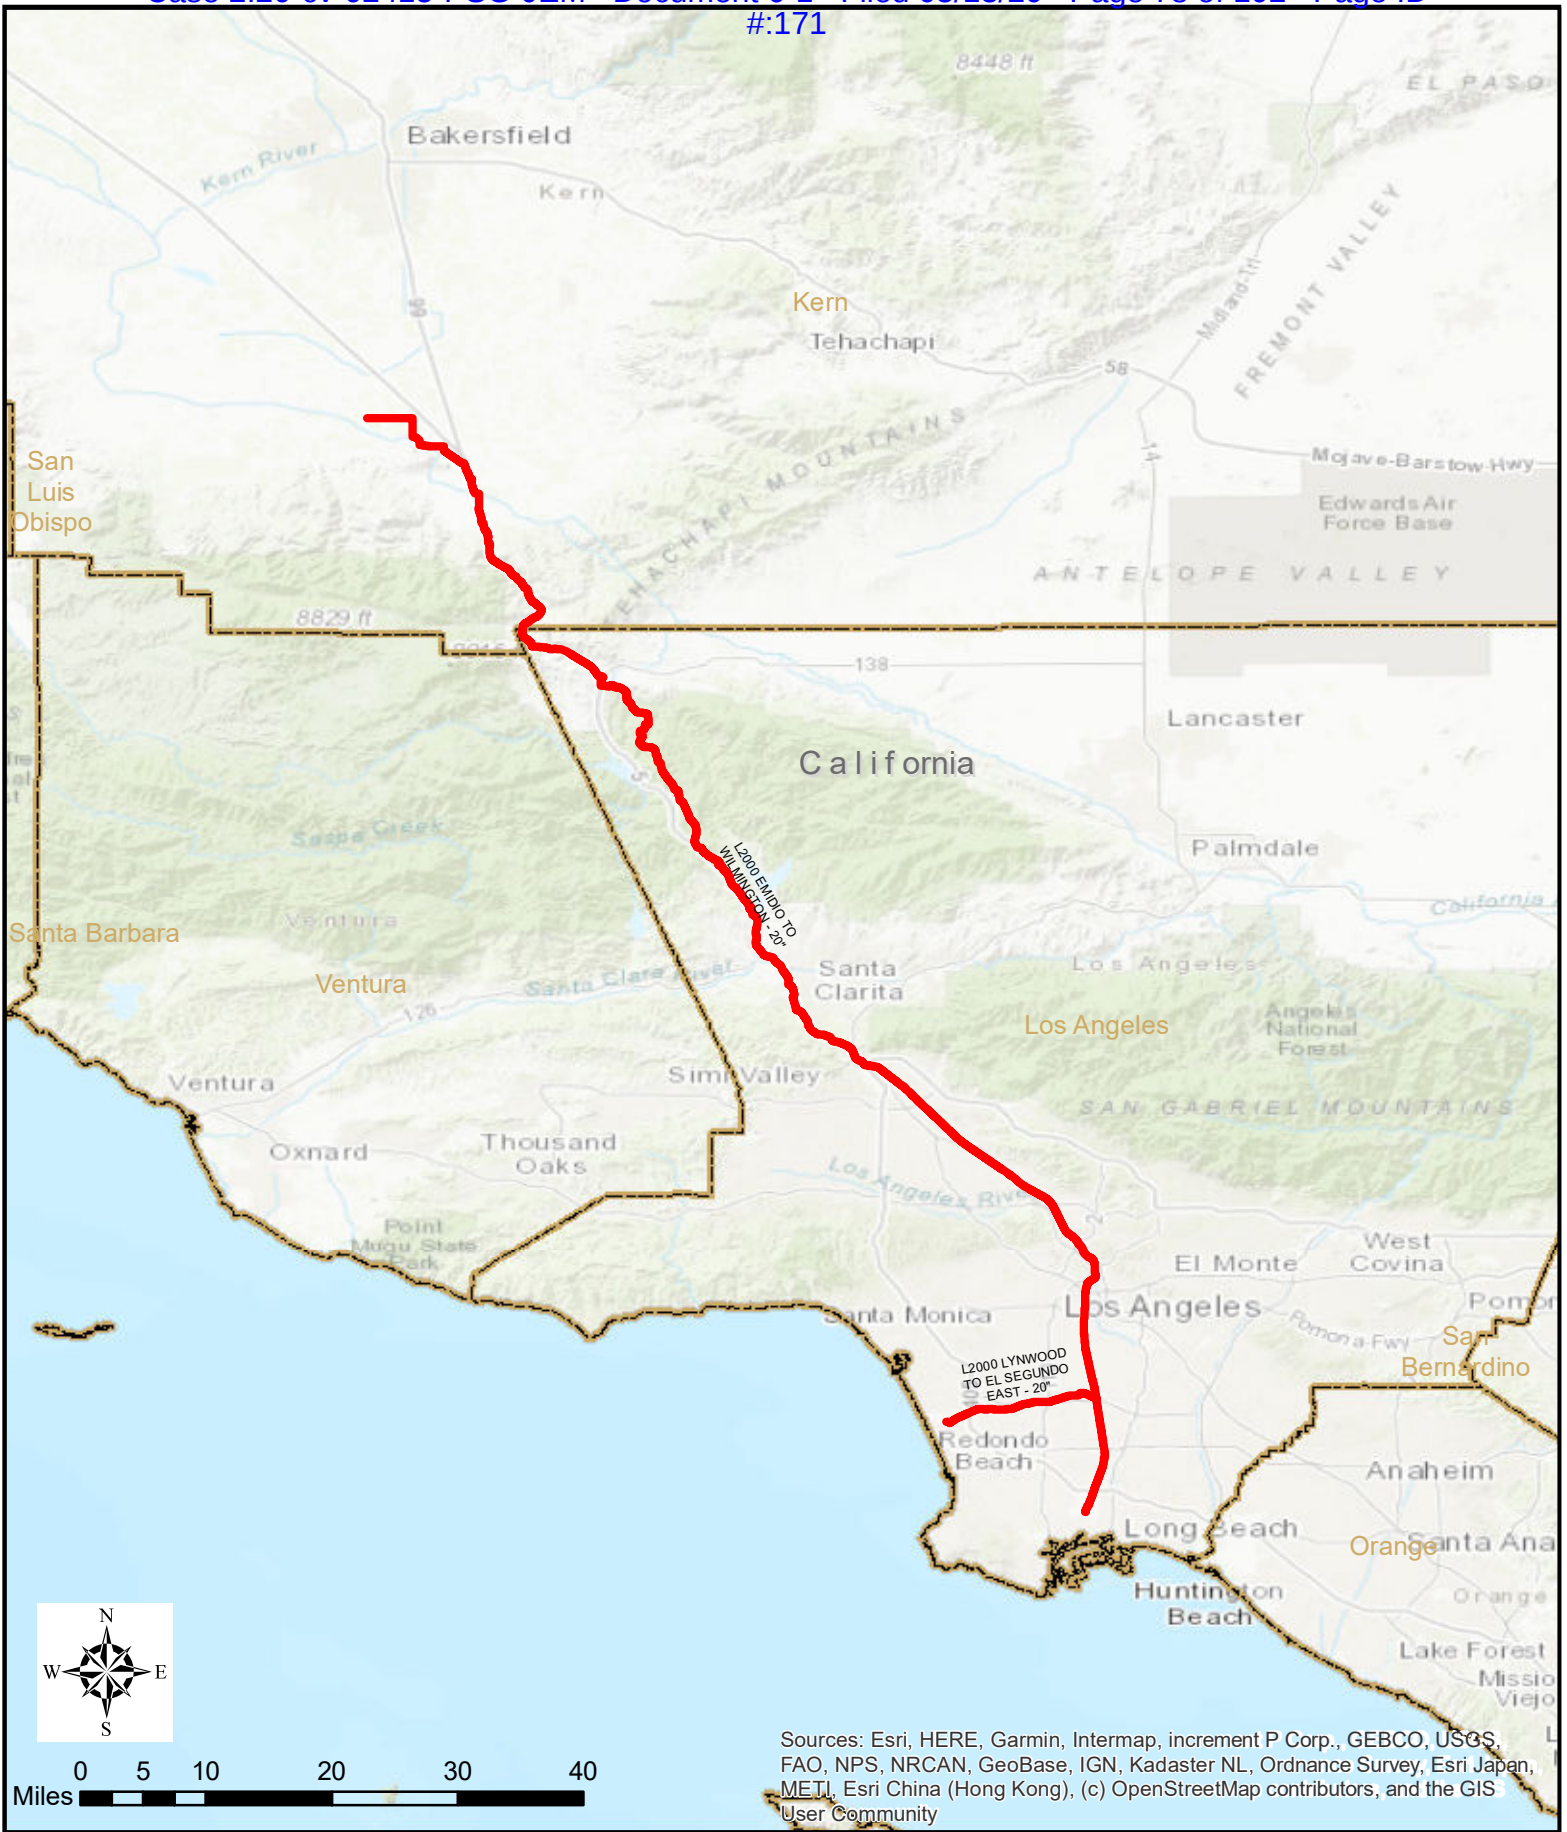 #:171
8448 ft
EL PASO
Bakersfield
Kern River
Kern
FREMONT VALLEY
Midland-Trl
99
Kern
Tehachapi
58
TEHACHAPI MOUNTAINS
14
Mojave-Barstow-Hwy
San
Luis
Obispo
Edwards Air
Force Base
ANTELOPE VALLEY
8829 ft
138
Lancaster
California
5
Sespe Creek
Palmdale
L2000 EMIDIO TO
WILMINGTON - 20"
California
Ventura
Santa Barbara
Ventura
Santa Clara River
Santa
Clarita
Los Angeles
126
Los Angeles
Angeles
National
Forest
Ventura
Simi Valley
SAN GABRIEL MOUNTAINS
Oxnard
Thousand
Oaks
Los Angeles River
2
Point
Mugu State
Park
West
Covina
El Monte
Santa Monica
Los Angeles
Pomona Fwy
San
Bernardino
L2000 LYNWOOD
TO EL SEGUNDO
EAST - 20"
Redondo
Beach
Anaheim
Long Beach
Orange
Santa Ana
Huntington
Beach
Orange
Lake Forest
Viejo
N
W
E
S
0 5 10 20 30 40
Miles
Sources: Esri, HERE, Garmin, Intermap, increment P Corp., GEBCO, USGS,
FAO, NPS, NRCAN, GeoBase, IGN, Kadaster NL, Ordnance Survey, Esri Japan,
METI, Esri China (Hong Kong), (c) OpenStreetMap contributors, and the GIS
User Community